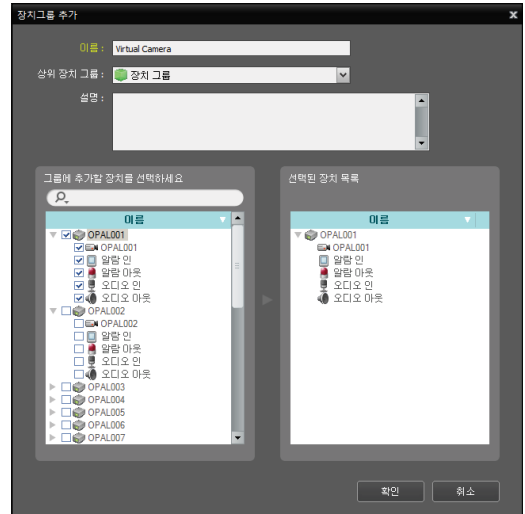 장치그룹 추가 x
이름 : Virtual Camera
상위 장치 그룹 : 장치 그룹
설명 :
그룹에 추가할 장치를 선택하세요
이름
OPAL001
OPAL001
알람 인
알람 아웃
오디오 인
오디오 아웃
OPAL002
OPAL002
알람 인
알람 아웃
오디오 인
오디오 아웃
OPAL003
OPAL004
OPAL005
OPAL006
OPAL007
선택된 장치 목록
이름
OPAL001
OPAL001
알람 인
알람 아웃
오디오 인
오디오 아웃
확인 취소